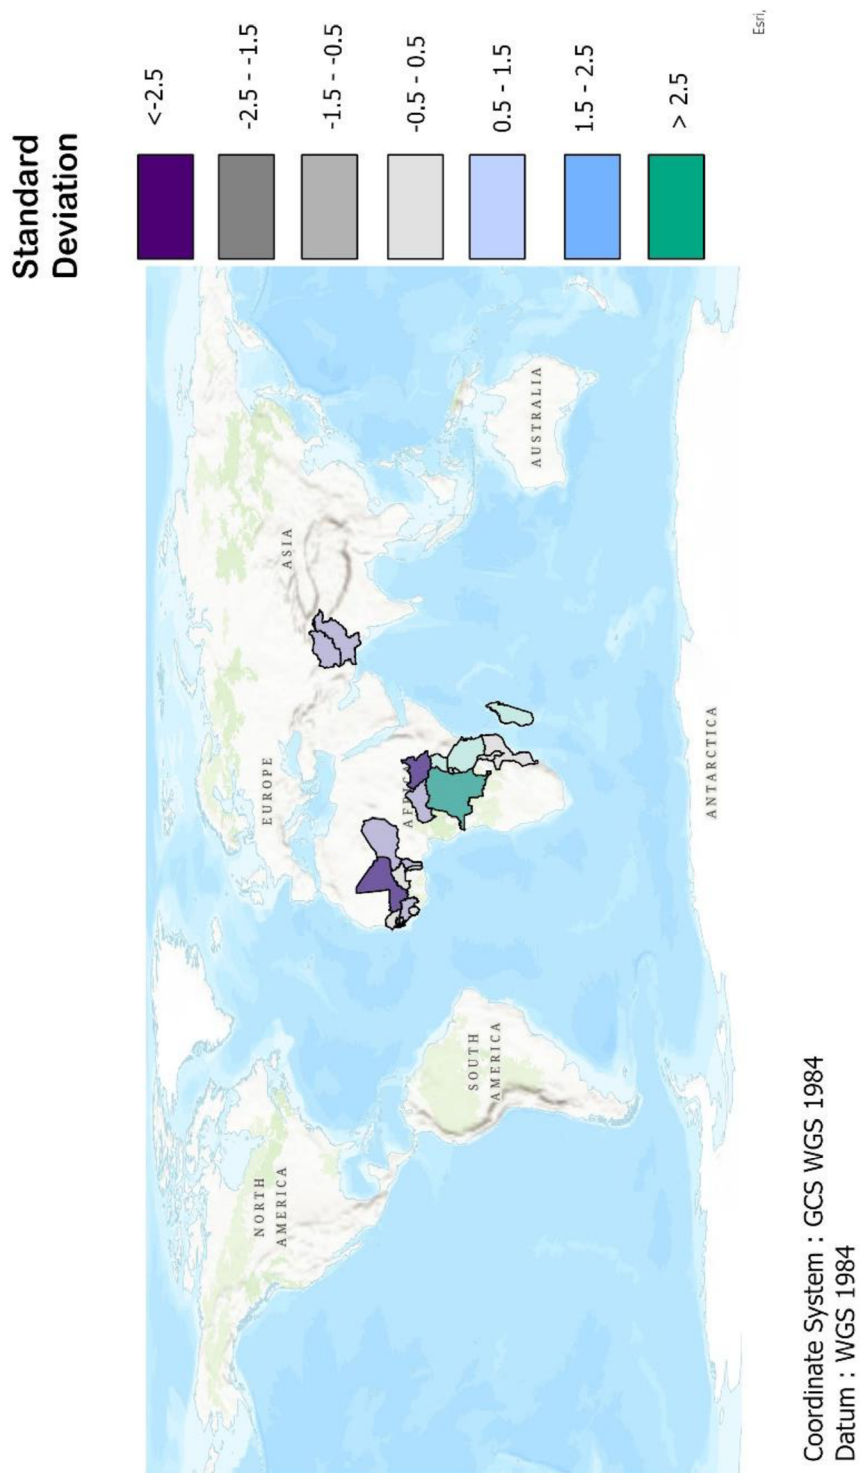 Standard
Deviation
<-2.5
-2.5 - -1.5
-1.5 - -0.5
-0.5 - 0.5
0.5 - 1.5
1.5 - 2.5
> 2.5
NORTH
AMERICA
SOUTH
AMERICA
EUROPE
AFRICA
ASIA
AUSTRALIA
ANTARCTICA
Esri,
Coordinate System : GCS WGS 1984
Datum : WGS 1984